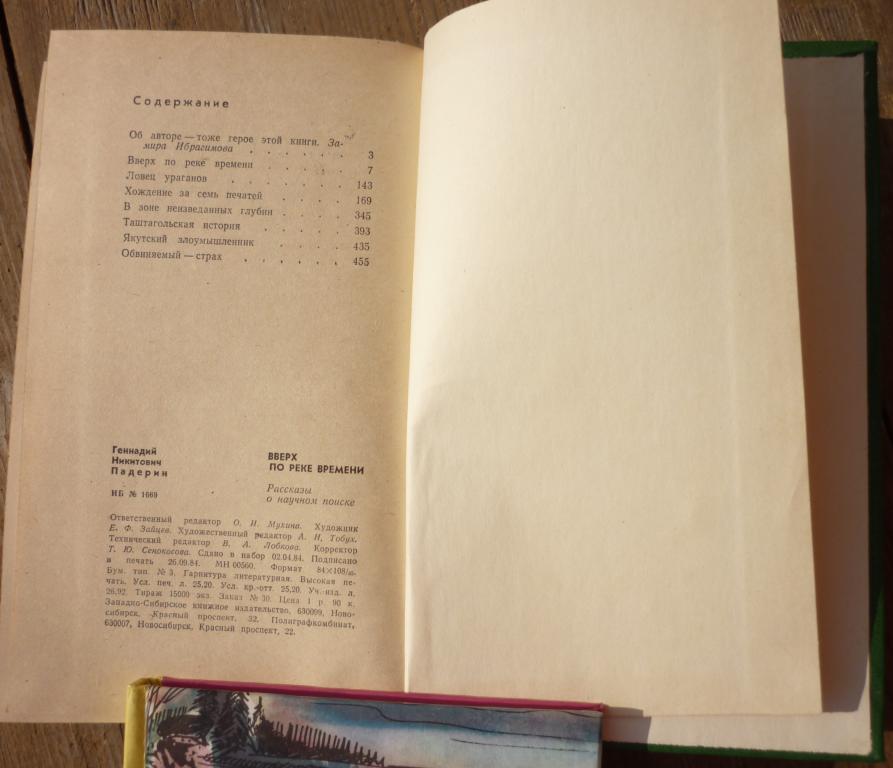 Содержание
Об авторе — тоже герое этой книги. За-
мира Ибрагимова . . . . . . 3
Вверх по реке времени . . . . . 7
Ловец ураганов . . . . . . 143
Хождение за семь печатей . . . . 169
В зоне неизведанных глубин . . . . 345
Таштагольская история . . . . 393
Якутский злоумышленник . . . . 435
Обвиняемый — страх . . . . . . 455
Геннадий
Никитович
Падерин
ВВЕРХ
ПО РЕКЕ ВРЕМЕНИ
ИБ № 1669
Рассказы
о научном поиске
Ответственный редактор О. И. Мухина. Художник
Е. Ф. Зайцев. Художественный редактор А. Н. Тобух.
Технический редактор В. А. Лобкова. Корректор
Т. Ю. Сенокосова. Сдано в набор 02.04.84. Подписано
в печать 26.09.84. МН 00560. Формат 84×108/32.
Бум. тип. № 3. Гарнитура литературная. Высокая пе-
чать. Усл. печ. л. 25,20. Усл. кр.-отт. 25,20. Уч.-изд. л.
26,92. Тираж 15000 экз. Заказ № 30. Цена 1 р. 90 к.
Западно-Сибирское книжное издательство, 630099, Ново-
сибирск, Красный проспект, 32. Полиграфкомбинат,
630007, Новосибирск, Красный проспект, 22.